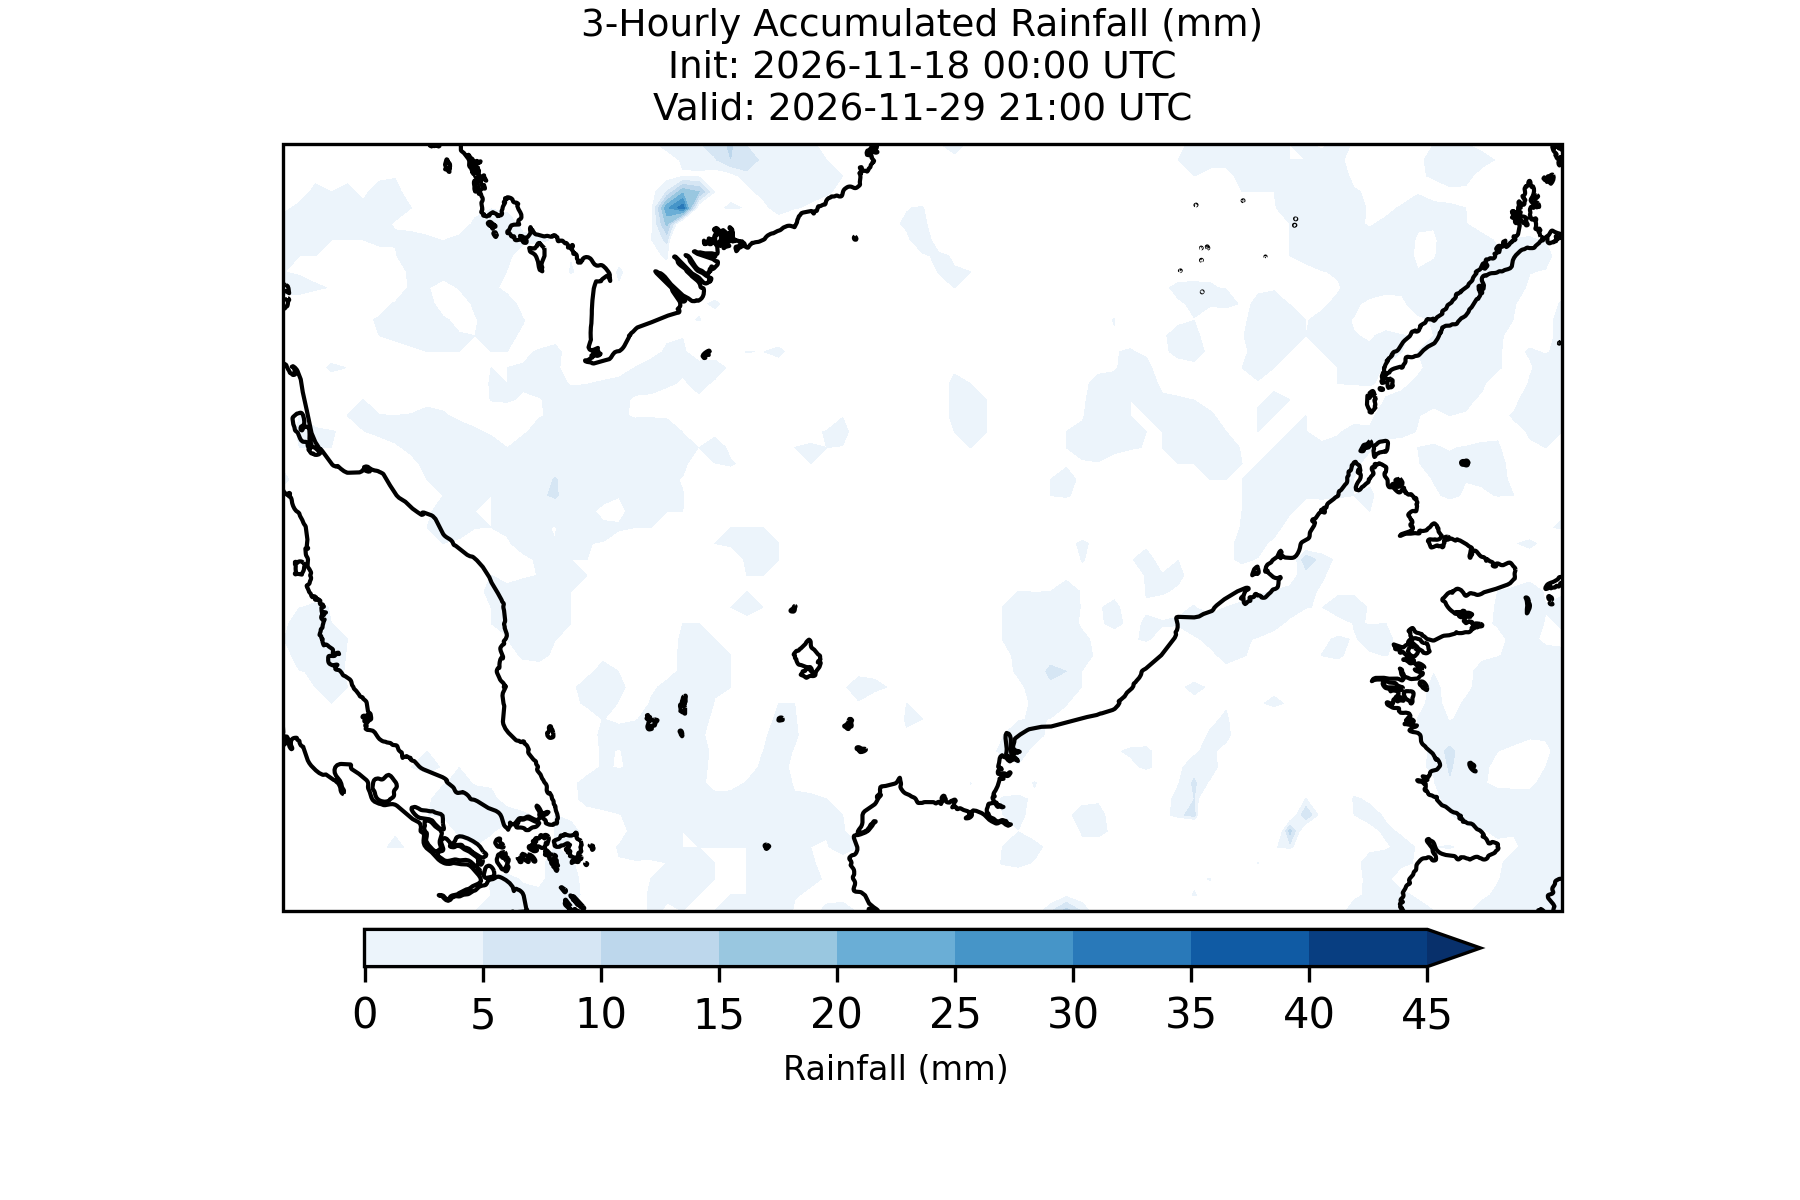 3-Hourly Accumulated Rainfall (mm)
Init: 2026-11-18 00:00 UTC
Valid: 2026-11-29 21:00 UTC
0 5 10 15 20 25 30 35 40 45
Rainfall (mm)